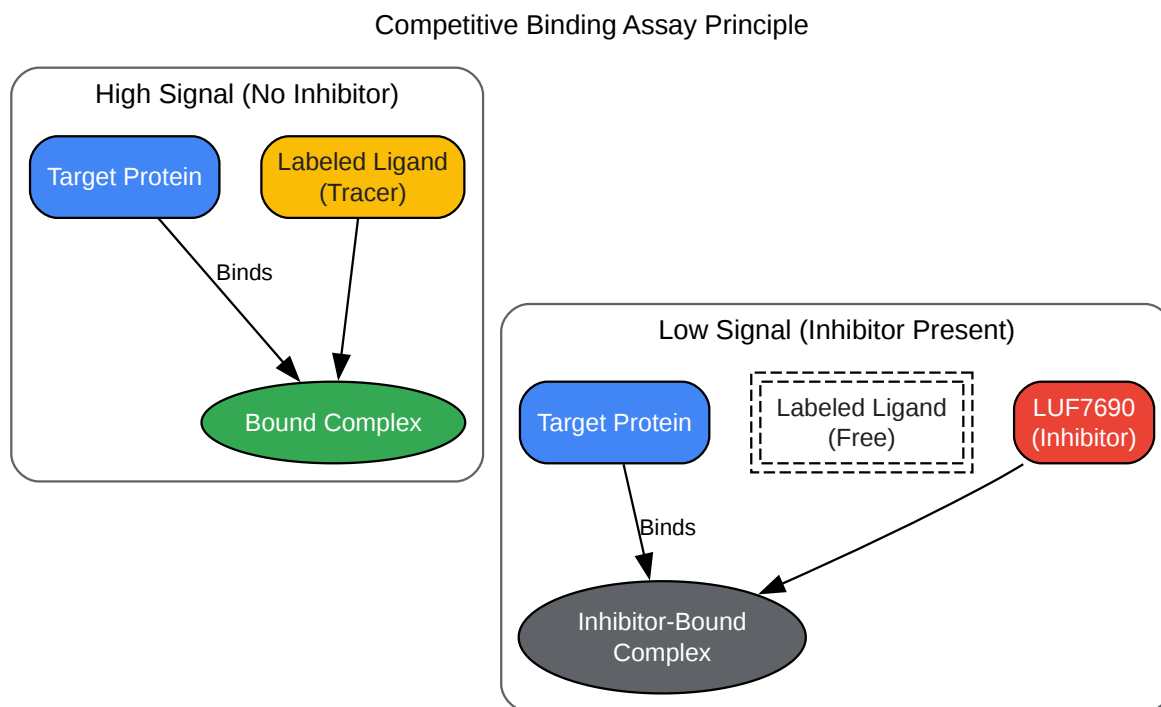 Competitive Binding Assay Principle
High Signal (No Inhibitor)
Target Protein
Labeled Ligand
(Tracer)
Binds
Bound Complex
Low Signal (Inhibitor Present)
Target Protein
Labeled Ligand
(Free)
LUF7690
(Inhibitor)
Binds
Inhibitor-Bound
Complex